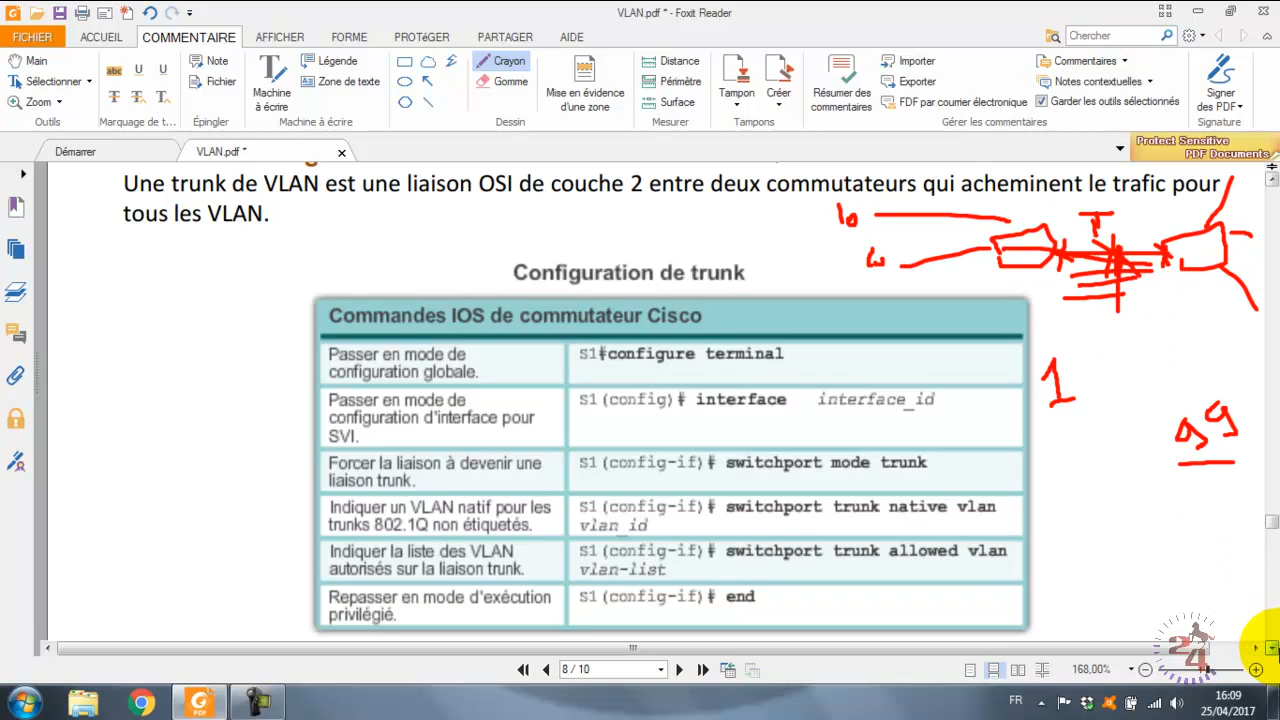 VLAN.pdf * - Foxit Reader
FICHIER ACCUEIL COMMENTAIRE AFFICHER FORME PROTéGER PARTAGER AIDE
Chercher
Main
Sélectionner
Zoom
Outils
abc U U
T T T
Marquage de t...
Note
Fichier
Épingler
Machine à écrire
Légende
Zone de texte
Machine à écrire
Crayon
Gomme
Dessin
Mise en évidence d'une zone
Distance
Périmètre
Surface
Mesurer
Tampon
Créer
Tampons
Résumer des commentaires
Importer
Exporter
FDF par courrier électronique
Commentaires
Notes contextuelles
Garder les outils sélectionnés
Gérer les commentaires
Signer des PDF
Signature
Démarrer
VLAN.pdf *
Protect Sensitive
PDF Documents
Une trunk de VLAN est une liaison OSI de couche 2 entre deux commutateurs qui acheminent le trafic pour
tous les VLAN.
10
T
Configuration de trunk
Commandes IOS de commutateur Cisco
Passer en mode de
configuration globale.
S1#configure terminal
Passer en mode de
configuration d'interface pour
SVI.
S1(config)# interface interface_id
Forcer la liaison à devenir une
liaison trunk.
S1(config-if)# switchport mode trunk
Indiquer un VLAN natif pour les
trunks 802.1Q non étiquetés.
S1(config-if)# switchport trunk native vlan
vlan_id
Indiquer la liste des VLAN
autorisés sur la liaison trunk.
S1(config-if)# switchport trunk allowed vlan
vlan-list
Repasser en mode d'exécution
privilégié.
S1(config-if)# end
1
99
24
8 / 10
168,00%
FR
16:09
25/04/2017